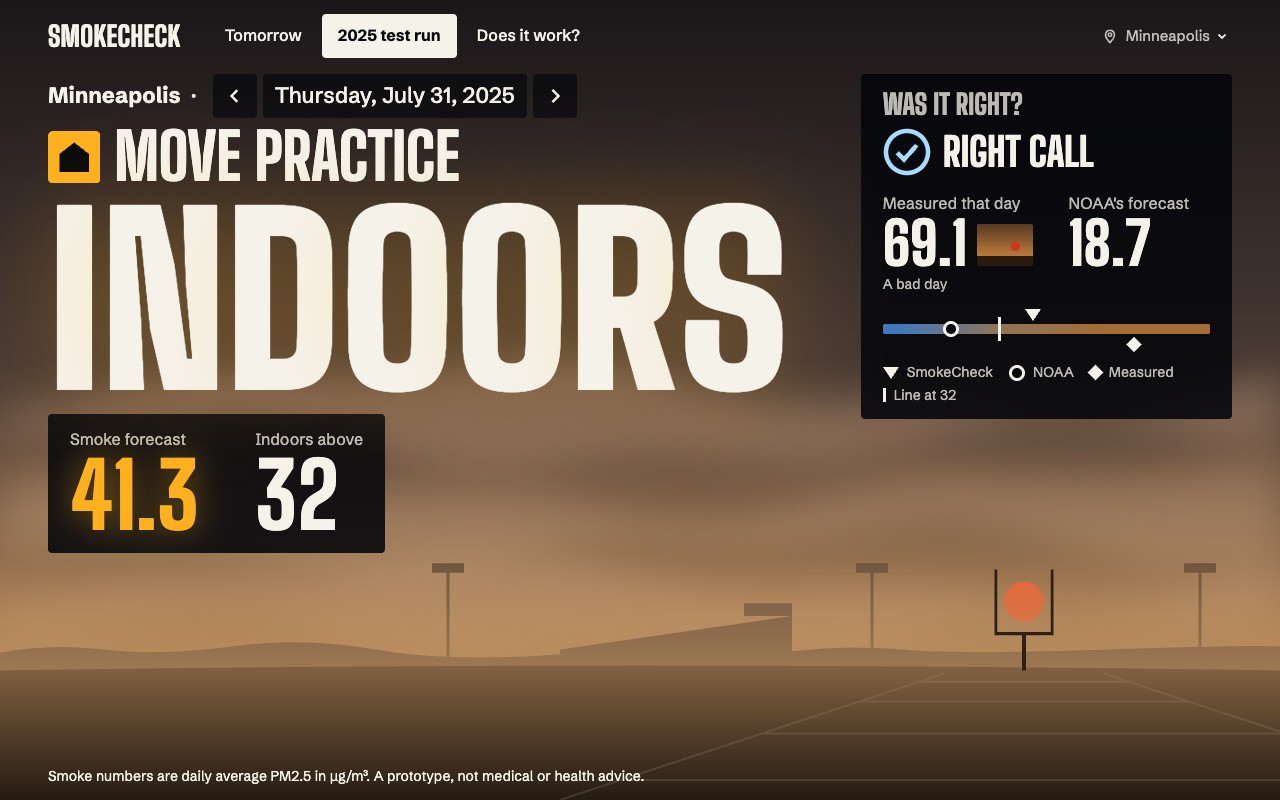 SMOKECHECK
Tomorrow
2025 test run
Does it work?
Minneapolis
Minneapolis ·
Thursday, July 31, 2025
MOVE PRACTICE
INDOORS
Smoke forecast
41.3
Indoors above
32
WAS IT RIGHT?
RIGHT CALL
Measured that day
69.1
A bad day
NOAA's forecast
18.7
SmokeCheck
NOAA
Measured
Line at 32
Smoke numbers are daily average PM2.5 in µg/m³. A prototype, not medical or health advice.